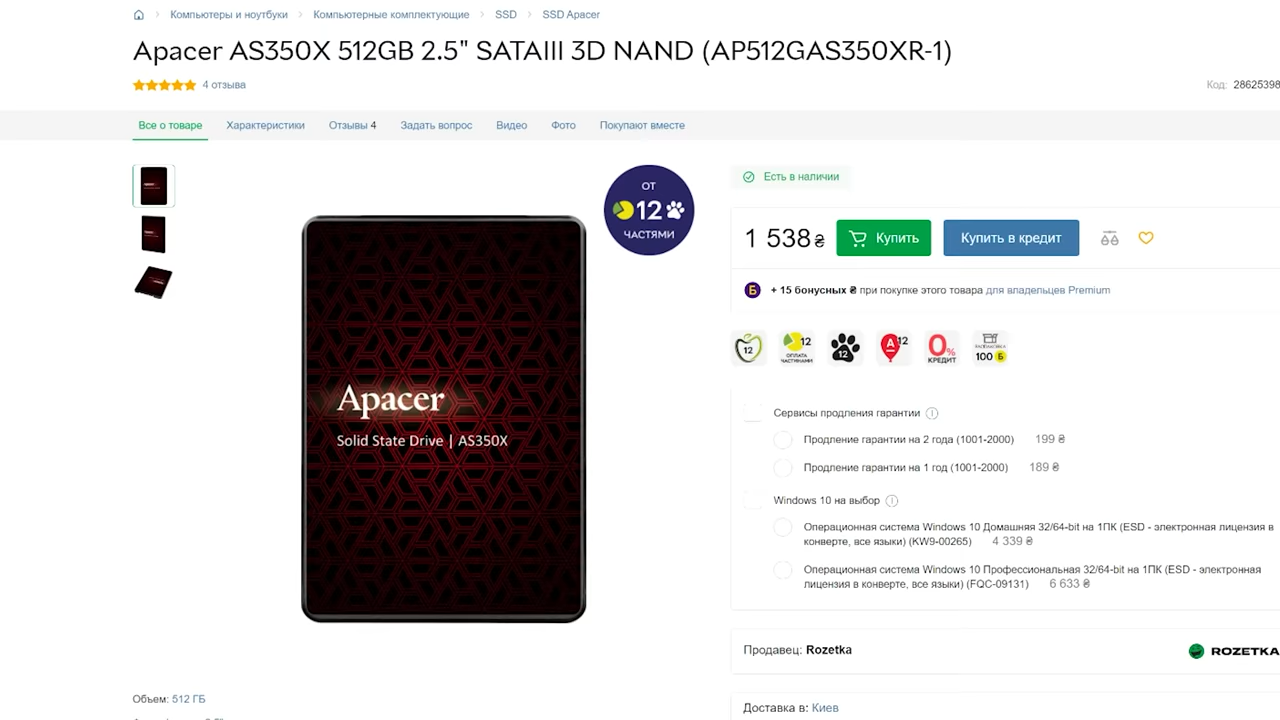 Компьютеры и ноутбуки Компьютерные комплектующие SSD SSD Apacer
Apacer AS350X 512GB 2.5" SATAIII 3D NAND (AP512GAS350XR-1)
4 отзыва
Код: 28625398
Все о товаре Характеристики Отзывы 4 Задать вопрос Видео Фото Покупают вместе
ОТ
12
ЧАСТЯМИ
Apacer
Solid State Drive | AS350X
Есть в наличии
1 538 ₴ Купить Купить в кредит
Б + 15 бонусных ₴ при покупке этого товара для владельцев Premium
12
12 ОПЛАТА ЧАСТИНАМИ
12
А 12
0% КРЕДИТ
100 Б
Сервисы продления гарантии
Продление гарантии на 2 года (1001-2000) 199 ₴
Продление гарантии на 1 год (1001-2000) 189 ₴
Windows 10 на выбор
Операционная система Windows 10 Домашняя 32/64-bit на 1ПК (ESD - электронная лицензия в
конверте, все языки) (KW9-00265) 4 339 ₴
Операционная система Windows 10 Профессиональная 32/64-bit на 1ПК (ESD - электронная
лицензия в конверте, все языки) (FQC-09131) 6 633 ₴
Продавец: Rozetka
ROZETKA
Объем: 512 ГБ
Доставка в: Киев